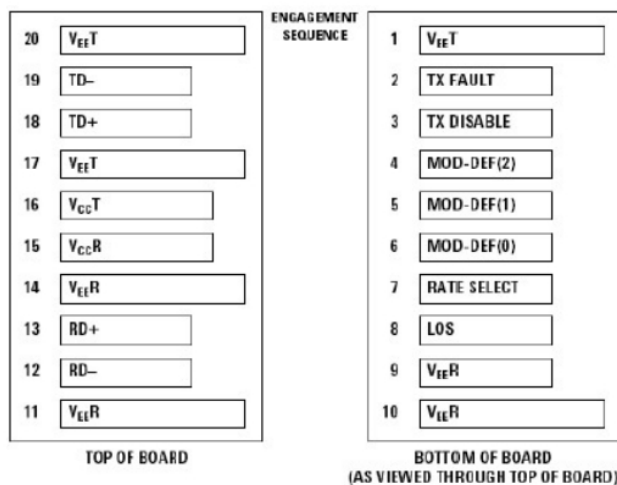 ENGAGEMENT
SEQUENCE
20 VEET
19 TD–
18 TD+
17 VEET
16 VCCT
15 VCCR
14 VEER
13 RD+
12 RD–
11 VEER
TOP OF BOARD
1 VEET
2 TX FAULT
3 TX DISABLE
4 MOD-DEF(2)
5 MOD-DEF(1)
6 MOD-DEF(0)
7 RATE SELECT
8 LOS
9 VEER
10 VEER
BOTTOM OF BOARD
(AS VIEWED THROUGH TOP OF BOARD)